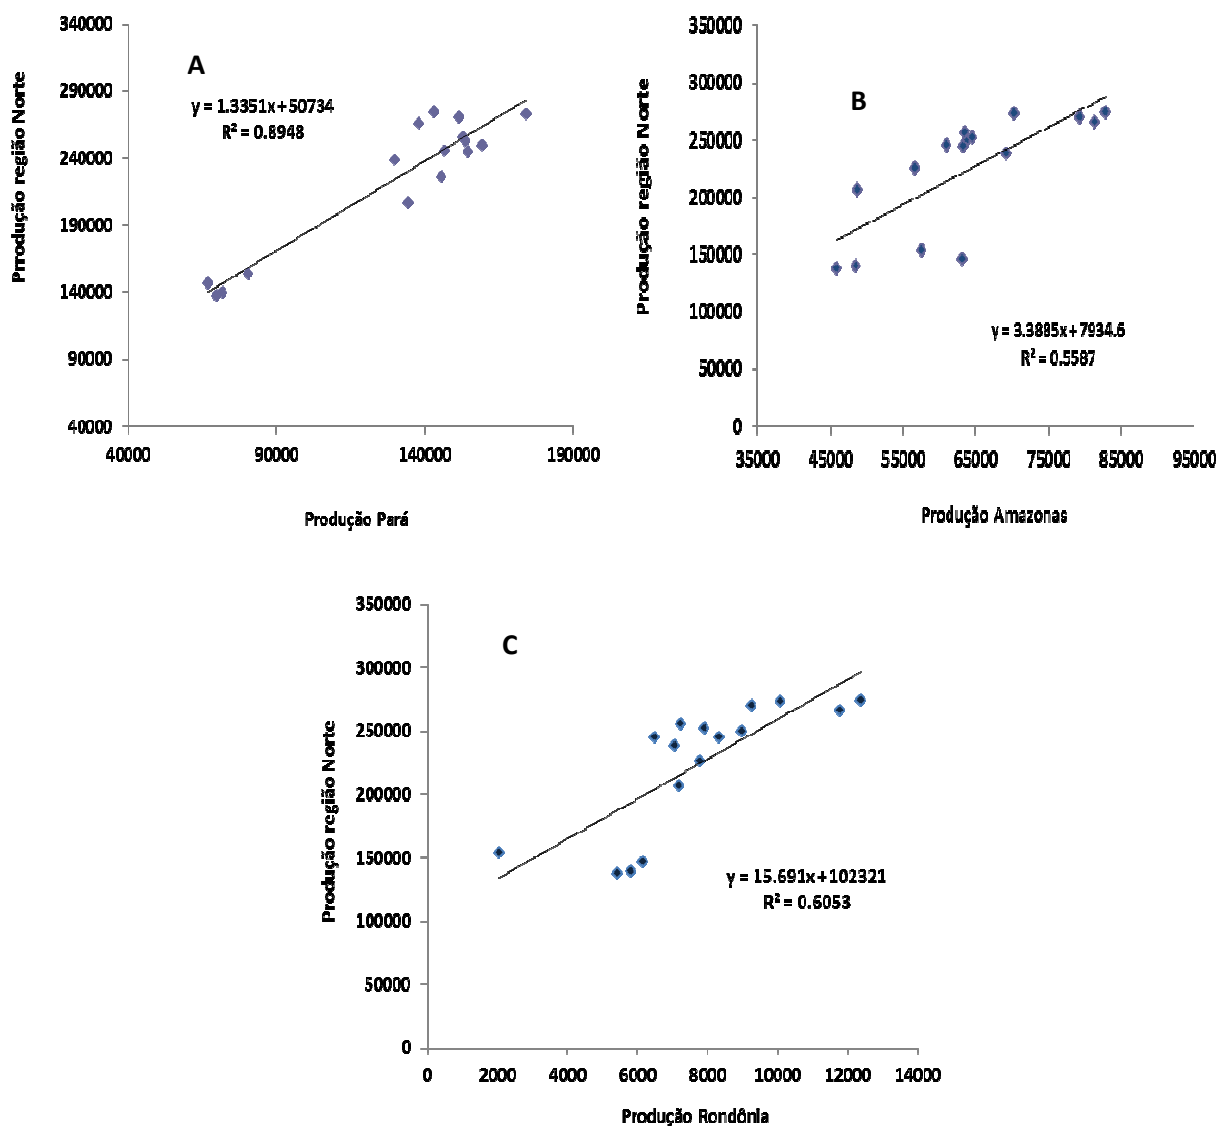 A
y = 1.3351x+50734
R² = 0.8948
340000
290000
240000
190000
140000
90000
40000
40000 90000 140000 190000
Prrodução região Norte
Produção Pará
B
y = 3.3885x+7934.6
R² = 0.5587
350000
300000
250000
200000
150000
100000
50000
0
35000 45000 55000 65000 75000 85000 95000
Produção região Norte
Produção Amazonas
C
y = 15.691x+102321
R² = 0.6053
350000
300000
250000
200000
150000
100000
50000
0
0 2000 4000 6000 8000 10000 12000 14000
Produção região Norte
Produção Rondônia